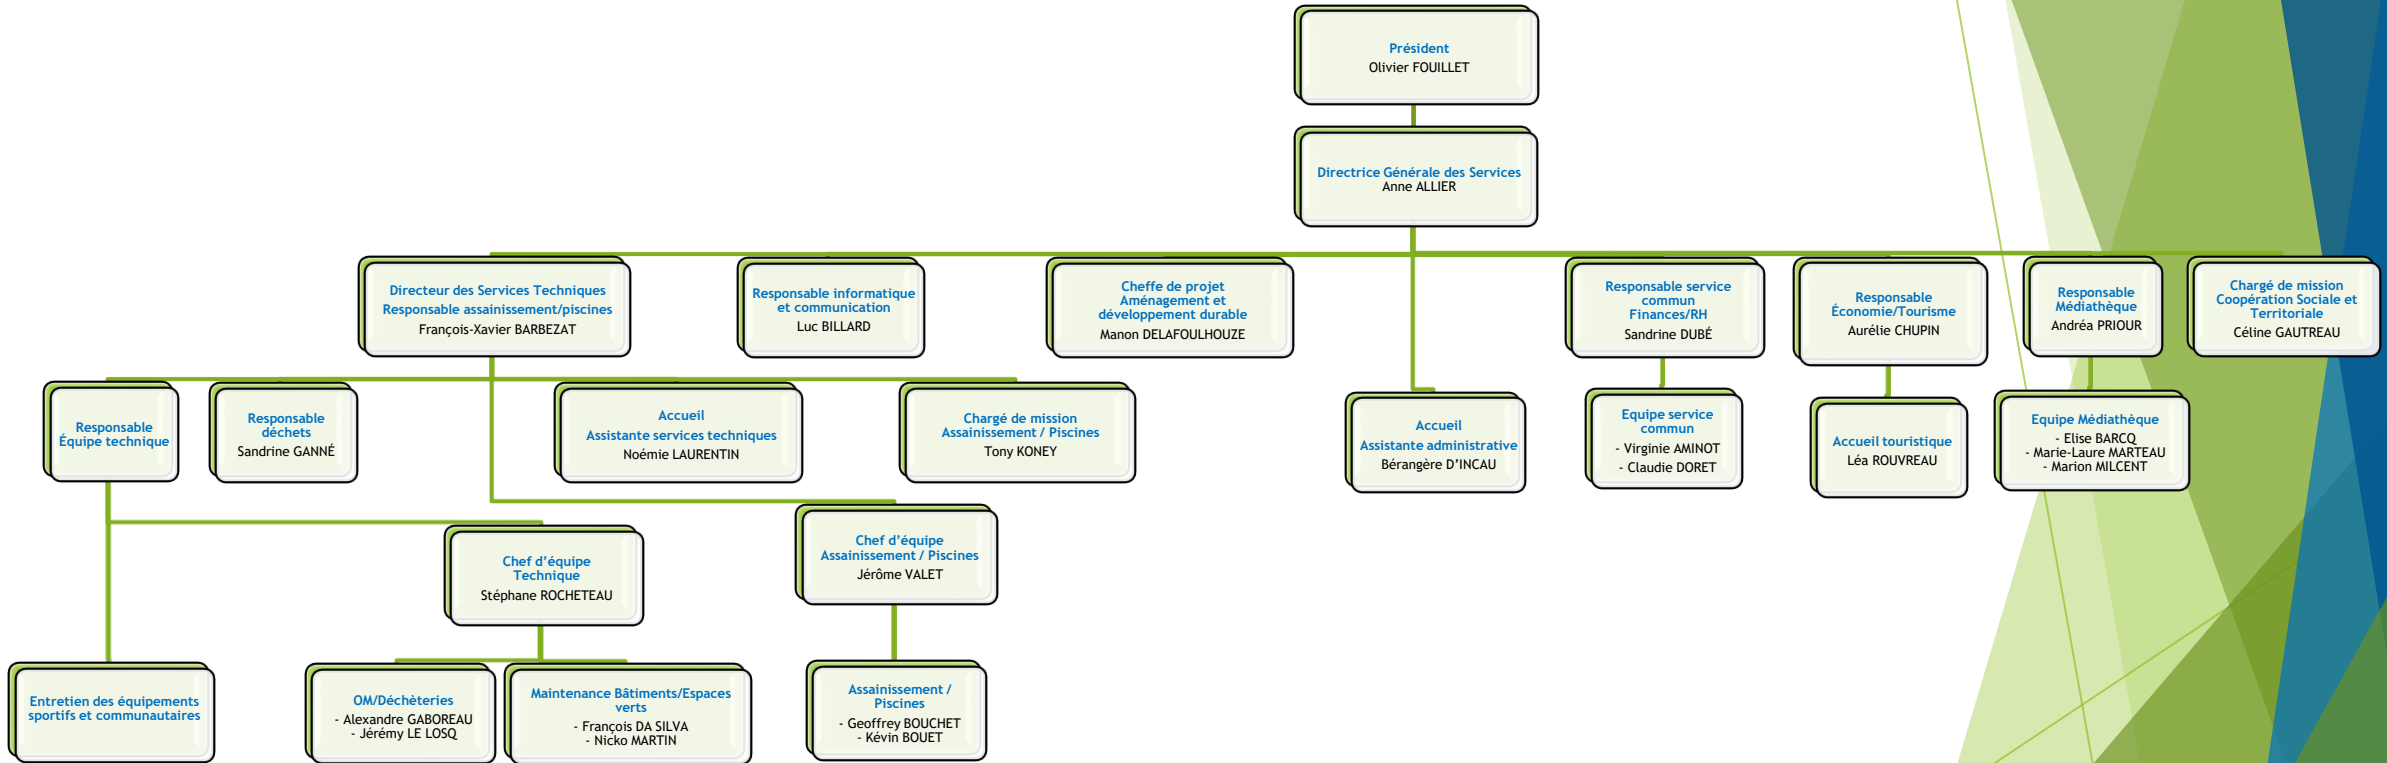 Président
Olivier FOUILLET
Directrice Générale des Services
Anne ALLIER
Directeur des Services Techniques
Responsable assainissement/piscines
François-Xavier BARBEZAT
Responsable informatique
et communication
Luc BILLARD
Cheffe de projet
Aménagement et
développement durable
Manon DELAFOULHOUZE
Responsable service
commun
Finances/RH
Sandrine DUBÉ
Responsable
Économie/Tourisme
Aurélie CHUPIN
Responsable
Médiathèque
Andréa PRIOUR
Chargé de mission
Coopération Sociale et
Territoriale
Céline GAUTREAU
Responsable
Équipe technique
Responsable
déchets
Sandrine GANNÉ
Accueil
Assistante services techniques
Noémie LAURENTIN
Chargé de mission
Assainissement / Piscines
Tony KONEY
Accueil
Assistante administrative
Bérangère D’INCAU
Equipe service
commun
- Virginie AMINOT
- Claudie DORET
Accueil touristique
Léa ROUVREAU
Equipe Médiathèque
- Elise BARCQ
- Marie-Laure MARTEAU
- Marion MILCENT
Chef d’équipe
Technique
Stéphane ROCHETEAU
Chef d’équipe
Assainissement / Piscines
Jérôme VALET
Entretien des équipements
sportifs et communautaires
OM/Déchèteries
- Alexandre GABOREAU
- Jérémy LE LOSQ
Maintenance Bâtiments/Espaces
verts
- François DA SILVA
- Nicko MARTIN
Assainissement /
Piscines
- Geoffrey BOUCHET
- Kévin BOUET